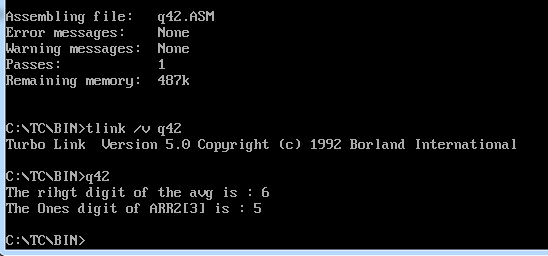 Assembling file:   q42.ASM
Error messages:    None
Warning messages:  None
Passes:            1
Remaining memory:  487k
C:\TC\BIN>tlink /v q42
Turbo Link  Version 5.0 Copyright (c) 1992 Borland International
C:\TC\BIN>q42
The rihgt digit of the avg is : 6
The Ones digit of ARR2[3] is : 5
C:\TC\BIN>